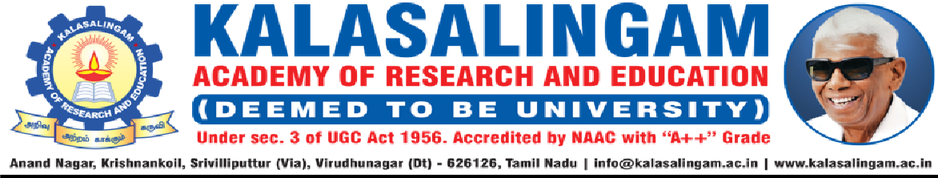 KALASALINGAM
ACADEMY OF RESEARCH AND EDUCATION
(DEEMED TO BE UNIVERSITY)
Under sec. 3 of UGC Act 1956. Accredited by NAAC with “A++” Grade
KALASALINGAM
ACADEMY OF RESEARCH AND EDUCATION
அறிவு அற்றம் காக்கும் கருவி
Anand Nagar, Krishnankoil, Srivilliputtur (Via), Virudhunagar (Dt) - 626126, Tamil Nadu | info@kalasalingam.ac.in | www.kalasalingam.ac.in